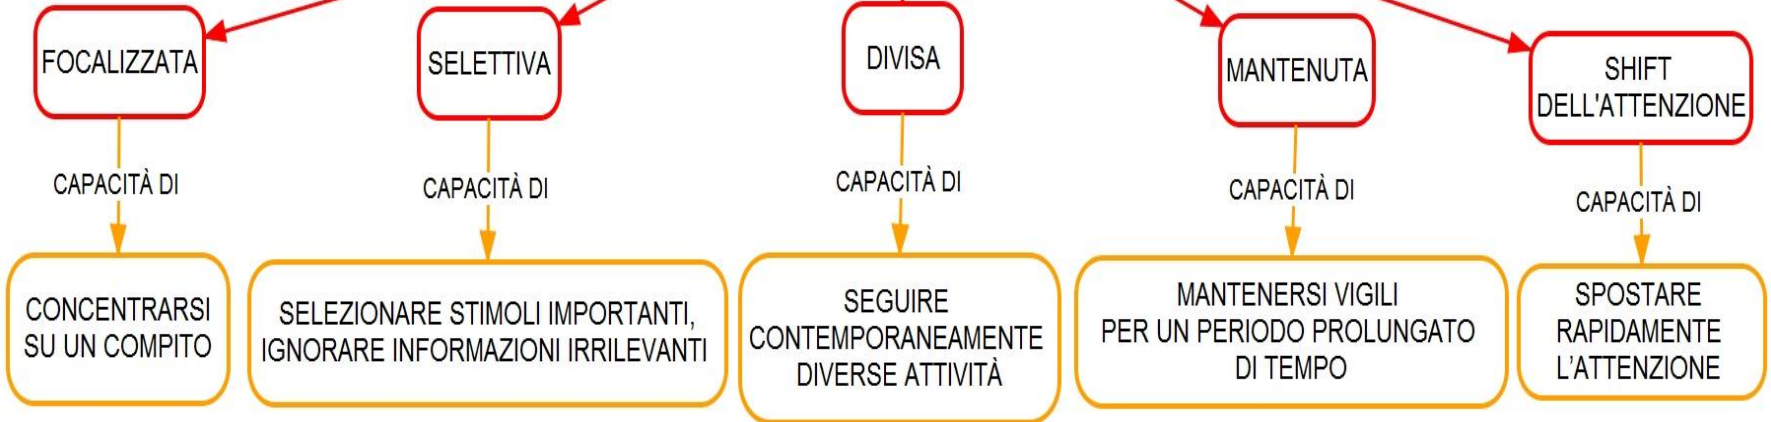 FOCALIZZATA
SELETTIVA
DIVISA
MANTENUTA
SHIFT
DELL'ATTENZIONE
CAPACITÀ DI
CAPACITÀ DI
CAPACITÀ DI
CAPACITÀ DI
CAPACITÀ DI
CONCENTRARSI
SU UN COMPITO
SELEZIONARE STIMOLI IMPORTANTI,
IGNORARE INFORMAZIONI IRRILEVANTI
SEGUIRE
CONTEMPORANEAMENTE
DIVERSE ATTIVITÀ
MANTENERSI VIGILI
PER UN PERIODO PROLUNGATO
DI TEMPO
SPOSTARE
RAPIDAMENTE
L'ATTENZIONE